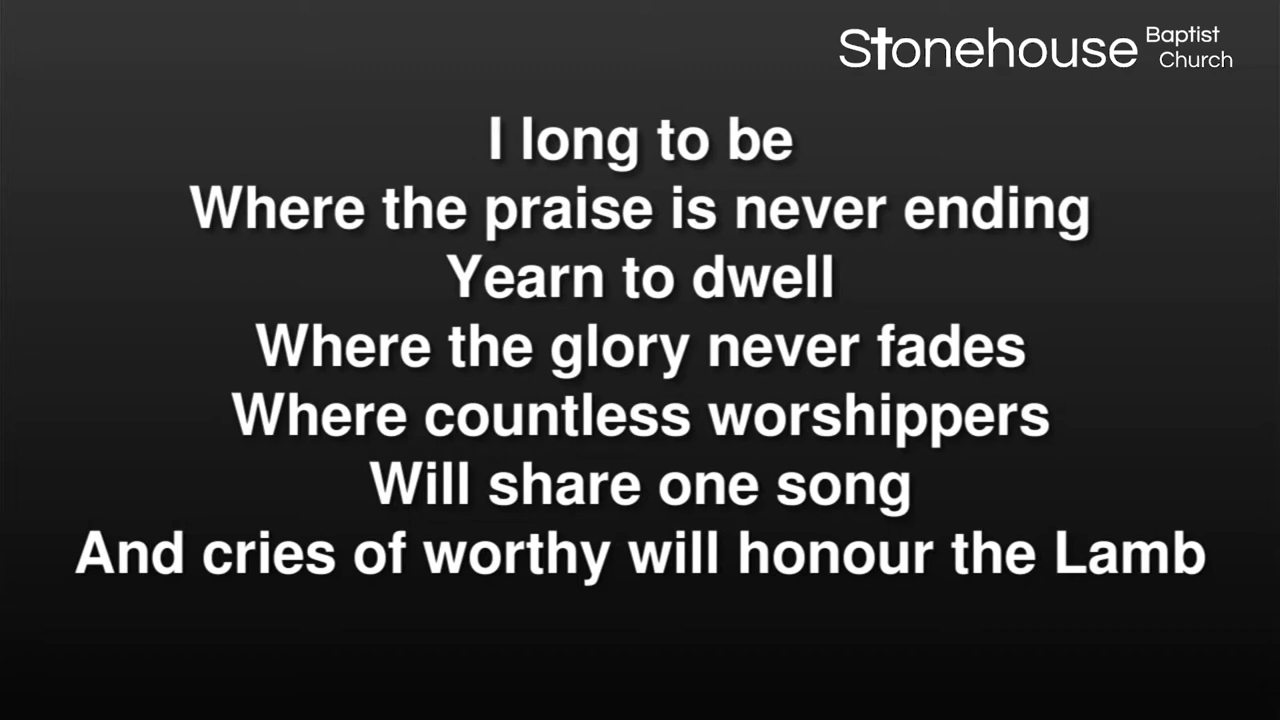 Stonehouse Baptist Church
I long to be
Where the praise is never ending
Yearn to dwell
Where the glory never fades
Where countless worshippers
Will share one song
And cries of worthy will honour the Lamb